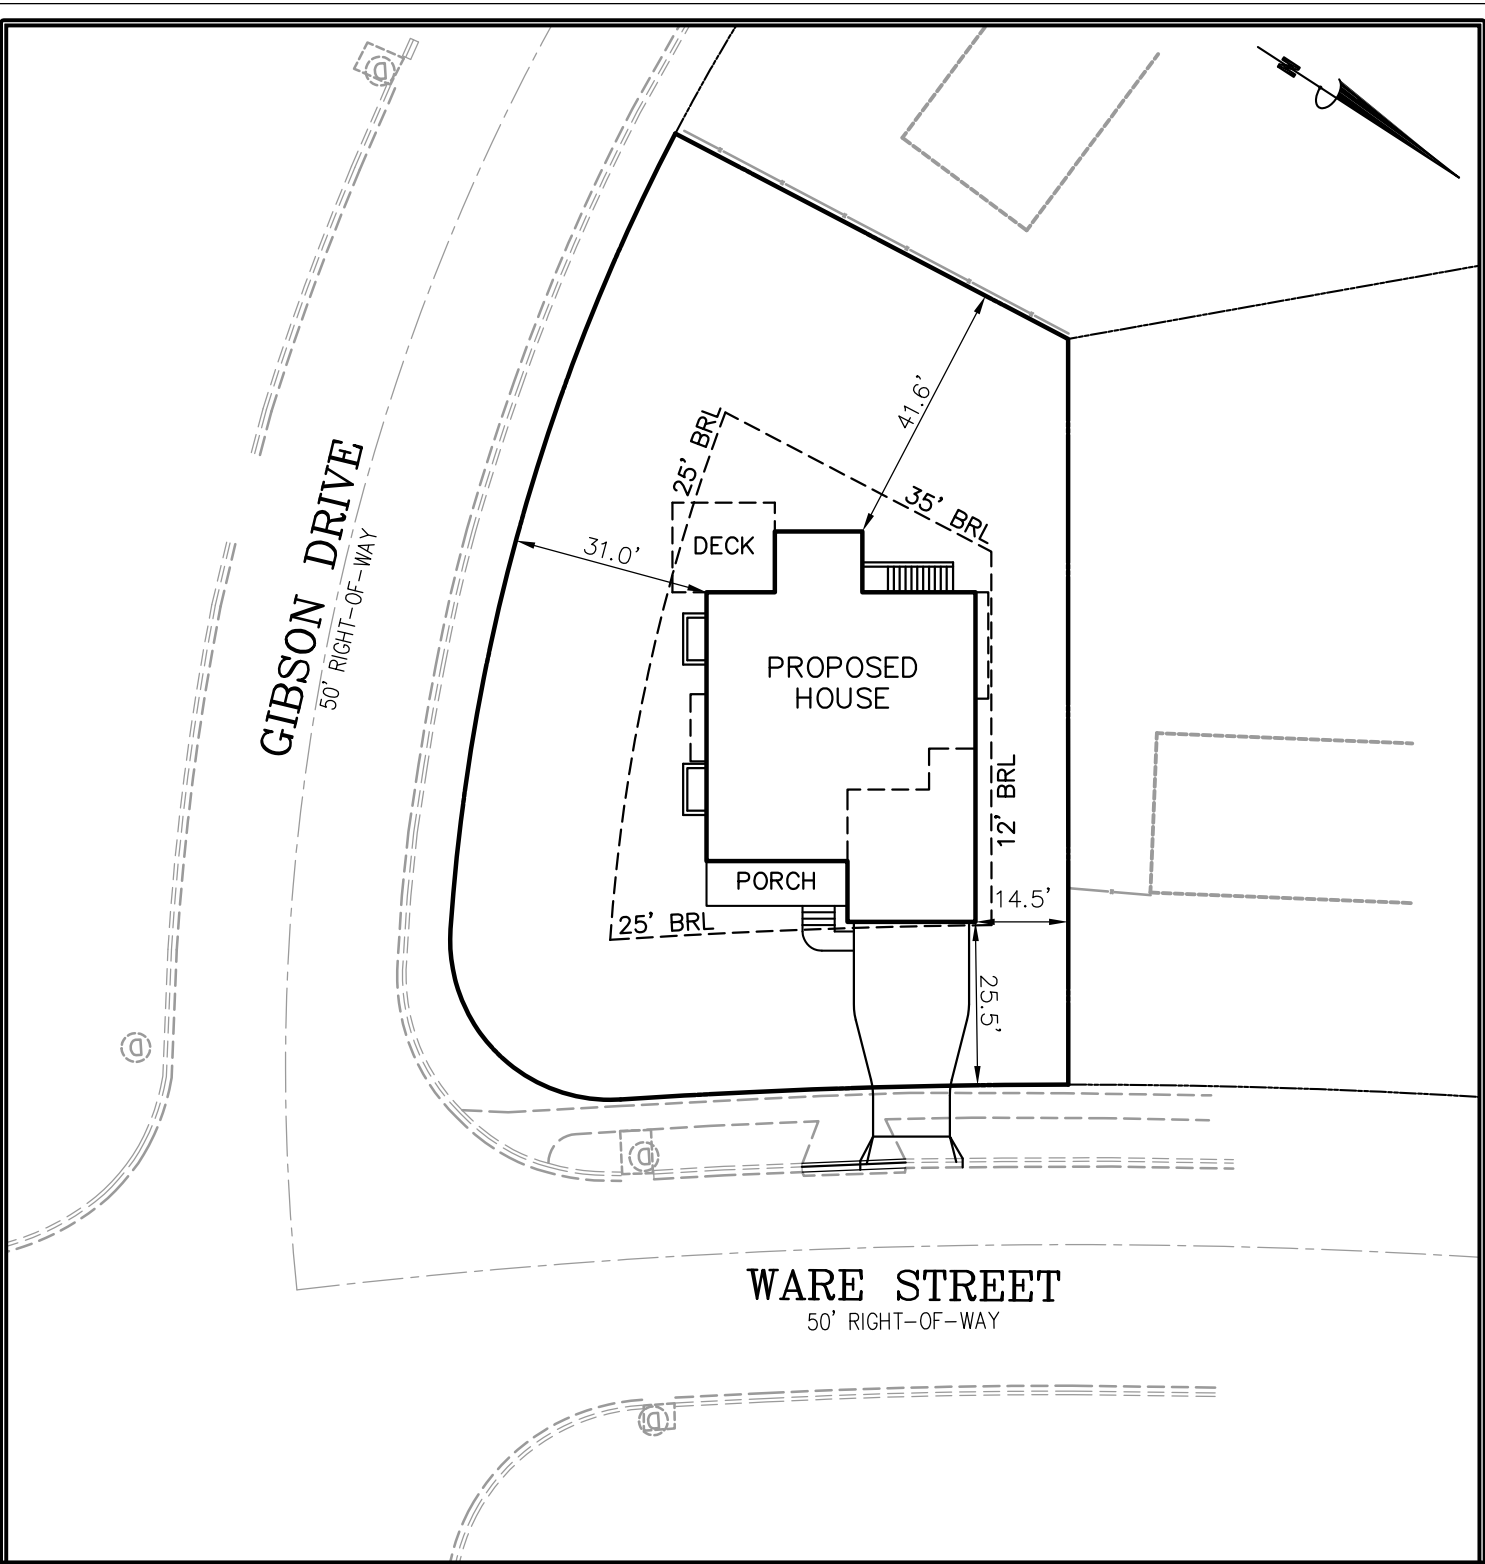 N
D
41.6'
25' BRL
35' BRL
GIBSON DRIVE
50' RIGHT-OF-WAY
31.0'
DECK
PROPOSED
HOUSE
12' BRL
PORCH
14.5'
25' BRL
25.5'
D
D
WARE STREET
50' RIGHT-OF-WAY
D